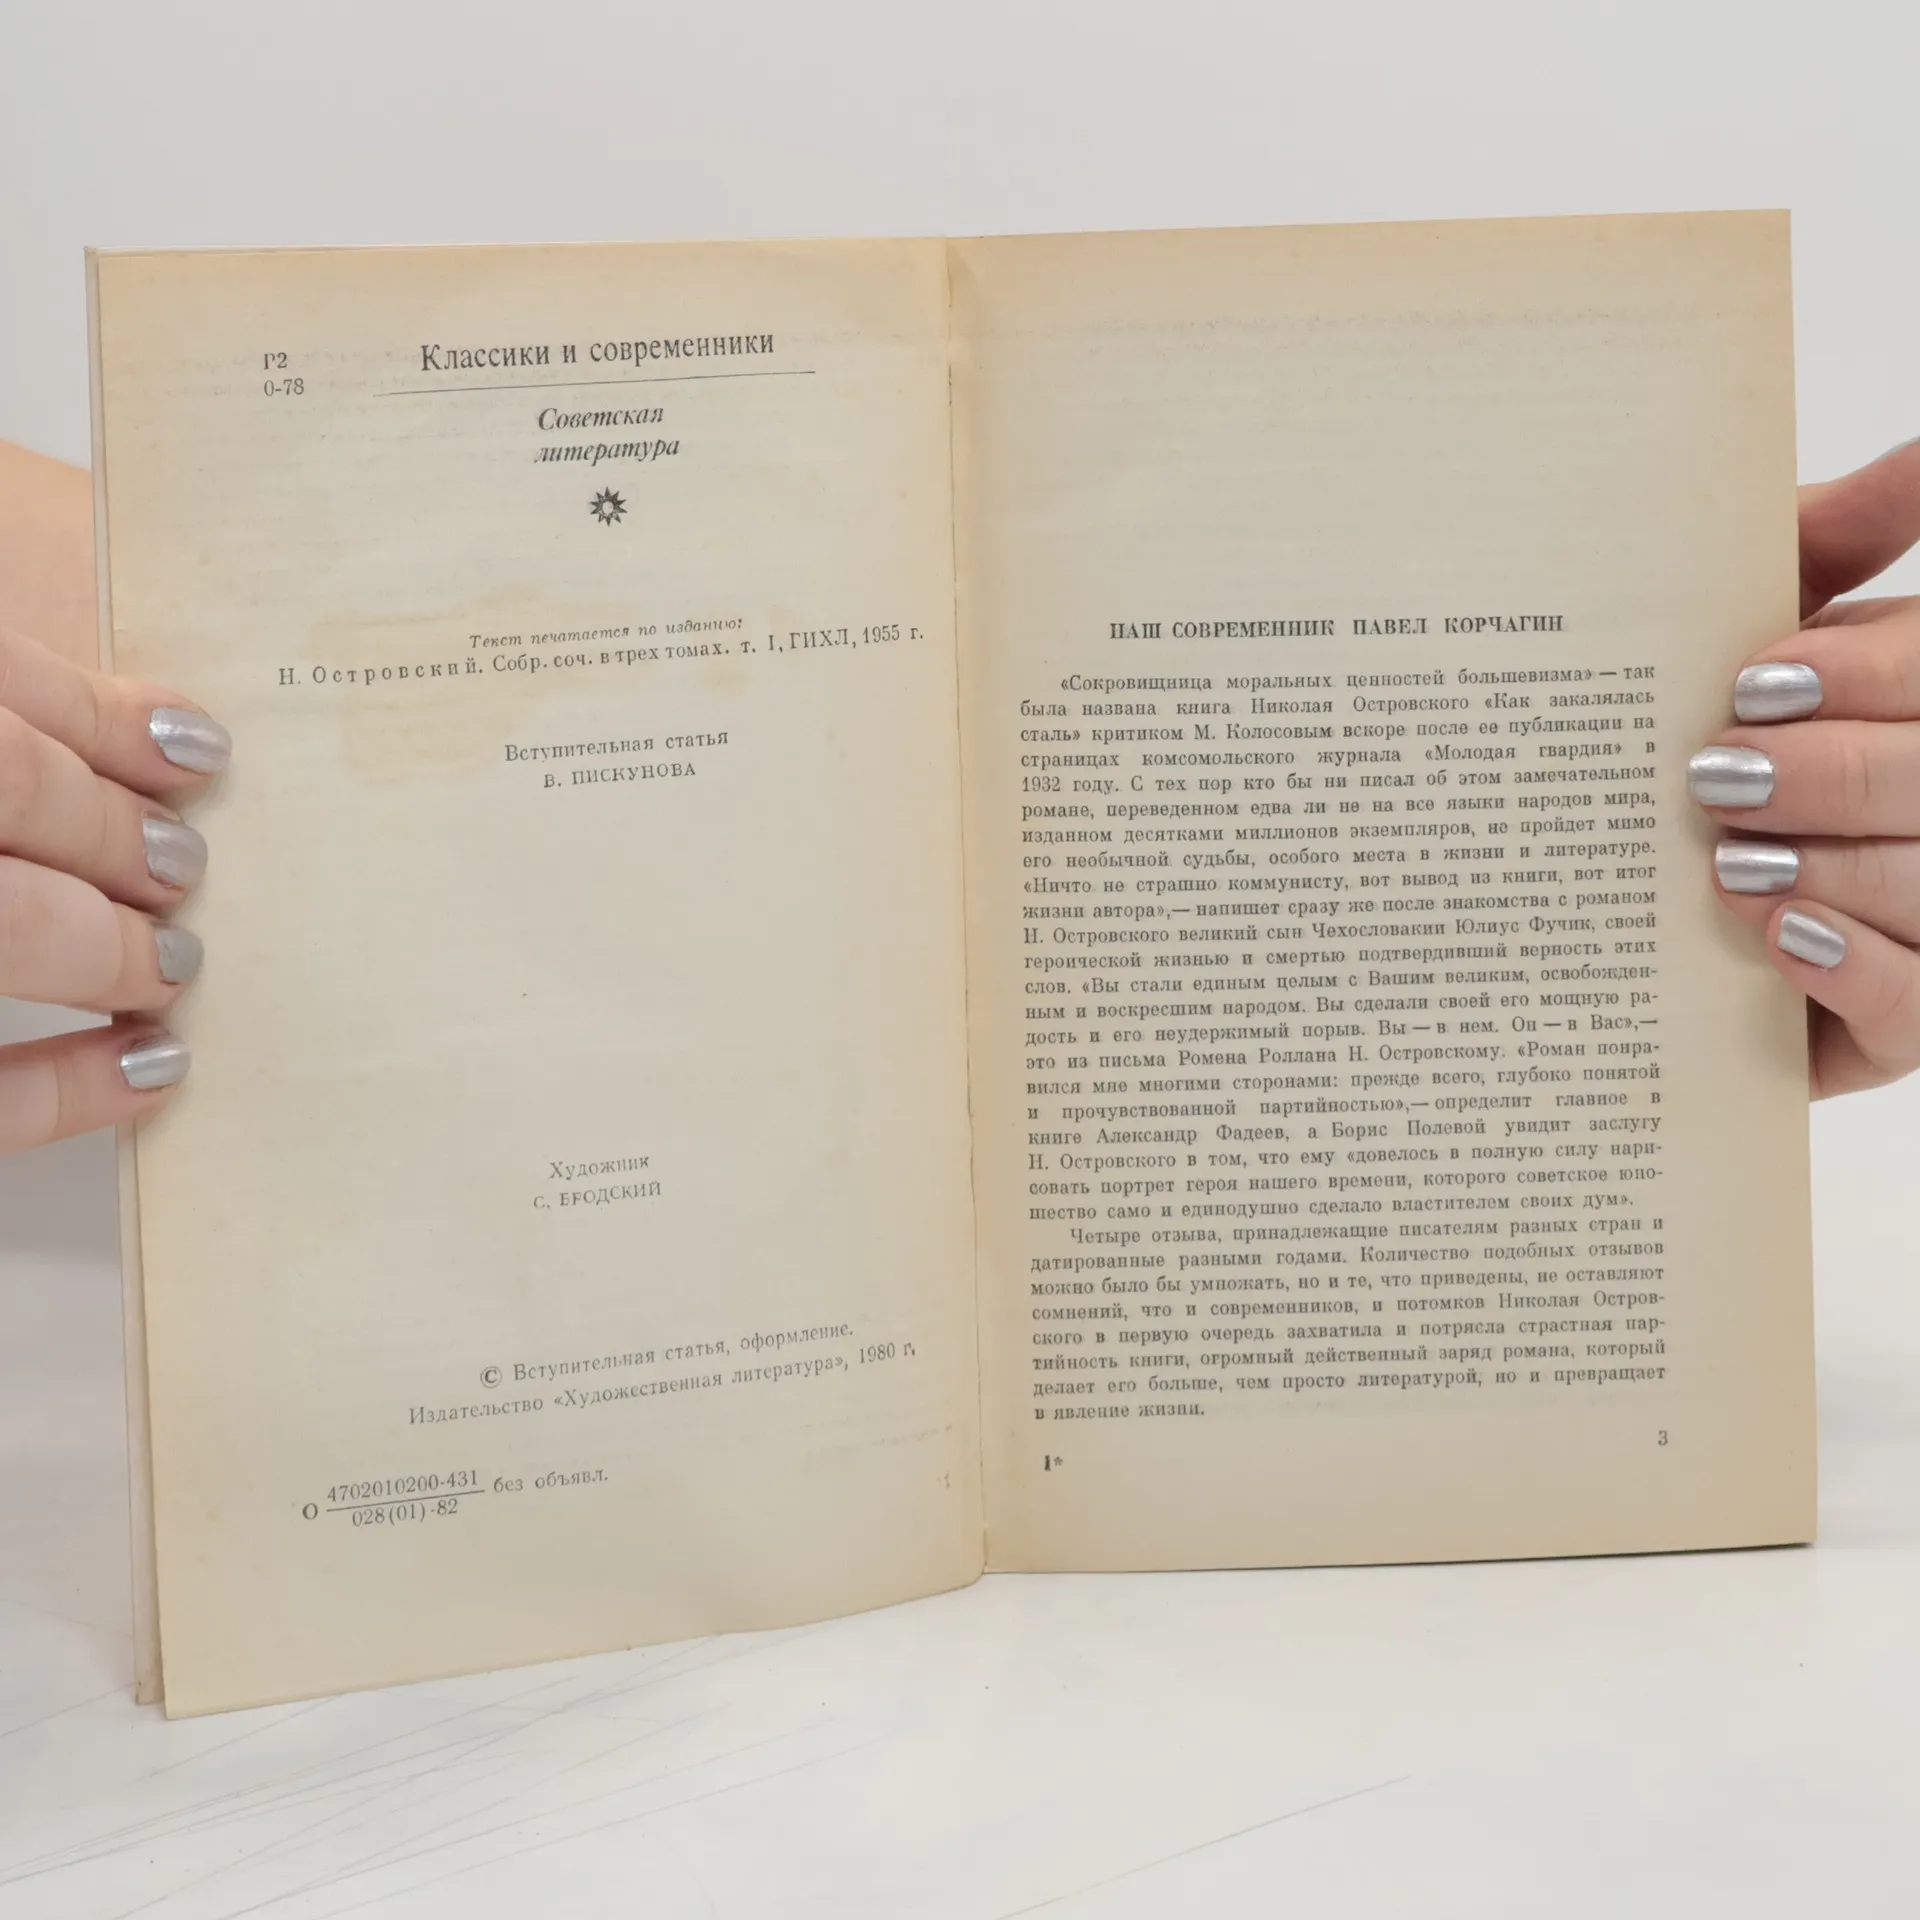 Р2
О-78
Классики и современники
Советская
литература
Текст печатается по изданию:
Н. Островский. Собр. соч. в трех томах. т. I, ГИХЛ, 1955 г.
Вступительная статья
В. ПИСКУНОВА
Художник
С. БРОДСКИЙ
© Вступительная статья, оформление.
Издательство «Художественная литература», 1980 г.
О 4702010200-431 без объявл.
028(01)-82
НАШ СОВРЕМЕННИК ПАВЕЛ КОРЧАГИН
«Сокровищница моральных ценностей большевизма» — так
была названа книга Николая Островского «Как закалялась
сталь» критиком М. Колосовым вскоре после ее публикации на
страницах комсомольского журнала «Молодая гвардия» в
1932 году. С тех пор кто бы ни писал об этом замечательном
романе, переведенном едва ли не на все языки народов мира,
изданном десятками миллионов экземпляров, не пройдет мимо
его необычной судьбы, особого места в жизни и литературе.
«Ничто не страшно коммунисту, вот вывод из книги, вот итог
жизни автора»,— напишет сразу же после знакомства с романом
Н. Островского великий сын Чехословакии Юлиус Фучик, своей
героической жизнью и смертью подтвердивший верность этих
слов. «Вы стали единым целым с Вашим великим, освобожден-
ным и воскресшим народом. Вы сделали своей его мощную ра-
дость и его неудержимый порыв. Вы — в нем. Он — в Вас»,—
это из письма Ромена Роллана Н. Островскому. «Роман понра-
вился мне многими сторонами: прежде всего, глубоко понятой
и прочувствованной партийностью»,— определит главное в
книге Александр Фадеев, а Борис Полевой увидит заслугу
Н. Островского в том, что ему «довелось в полную силу нари-
совать портрет героя нашего времени, которого советское юно-
шество само и единодушно сделало властителем своих дум».
Четыре отзыва, принадлежащие писателям разных стран и
датированные разными годами. Количество подобных отзывов
можно было бы умножать, но и те, что приведены, не оставляют
сомнений, что и современников, и потомков Николая Остров-
ского в первую очередь захватила и потрясла страстная пар-
тийность книги, огромный действенный заряд романа, который
делает его больше, чем просто литературой, но и превращает
в явление жизни.
1*
3